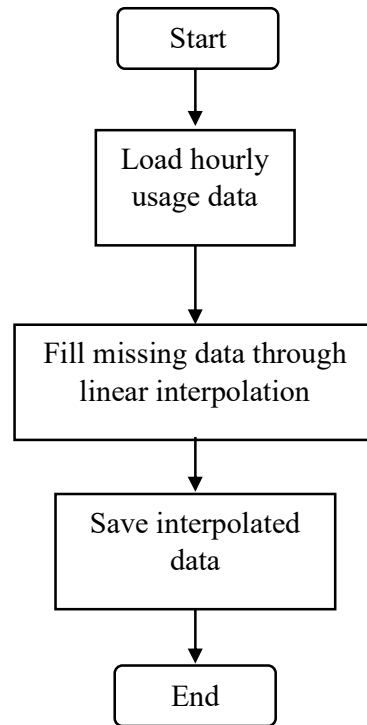 Start
Load hourly
usage data
Fill missing data through
linear interpolation
Save interpolated
data
End